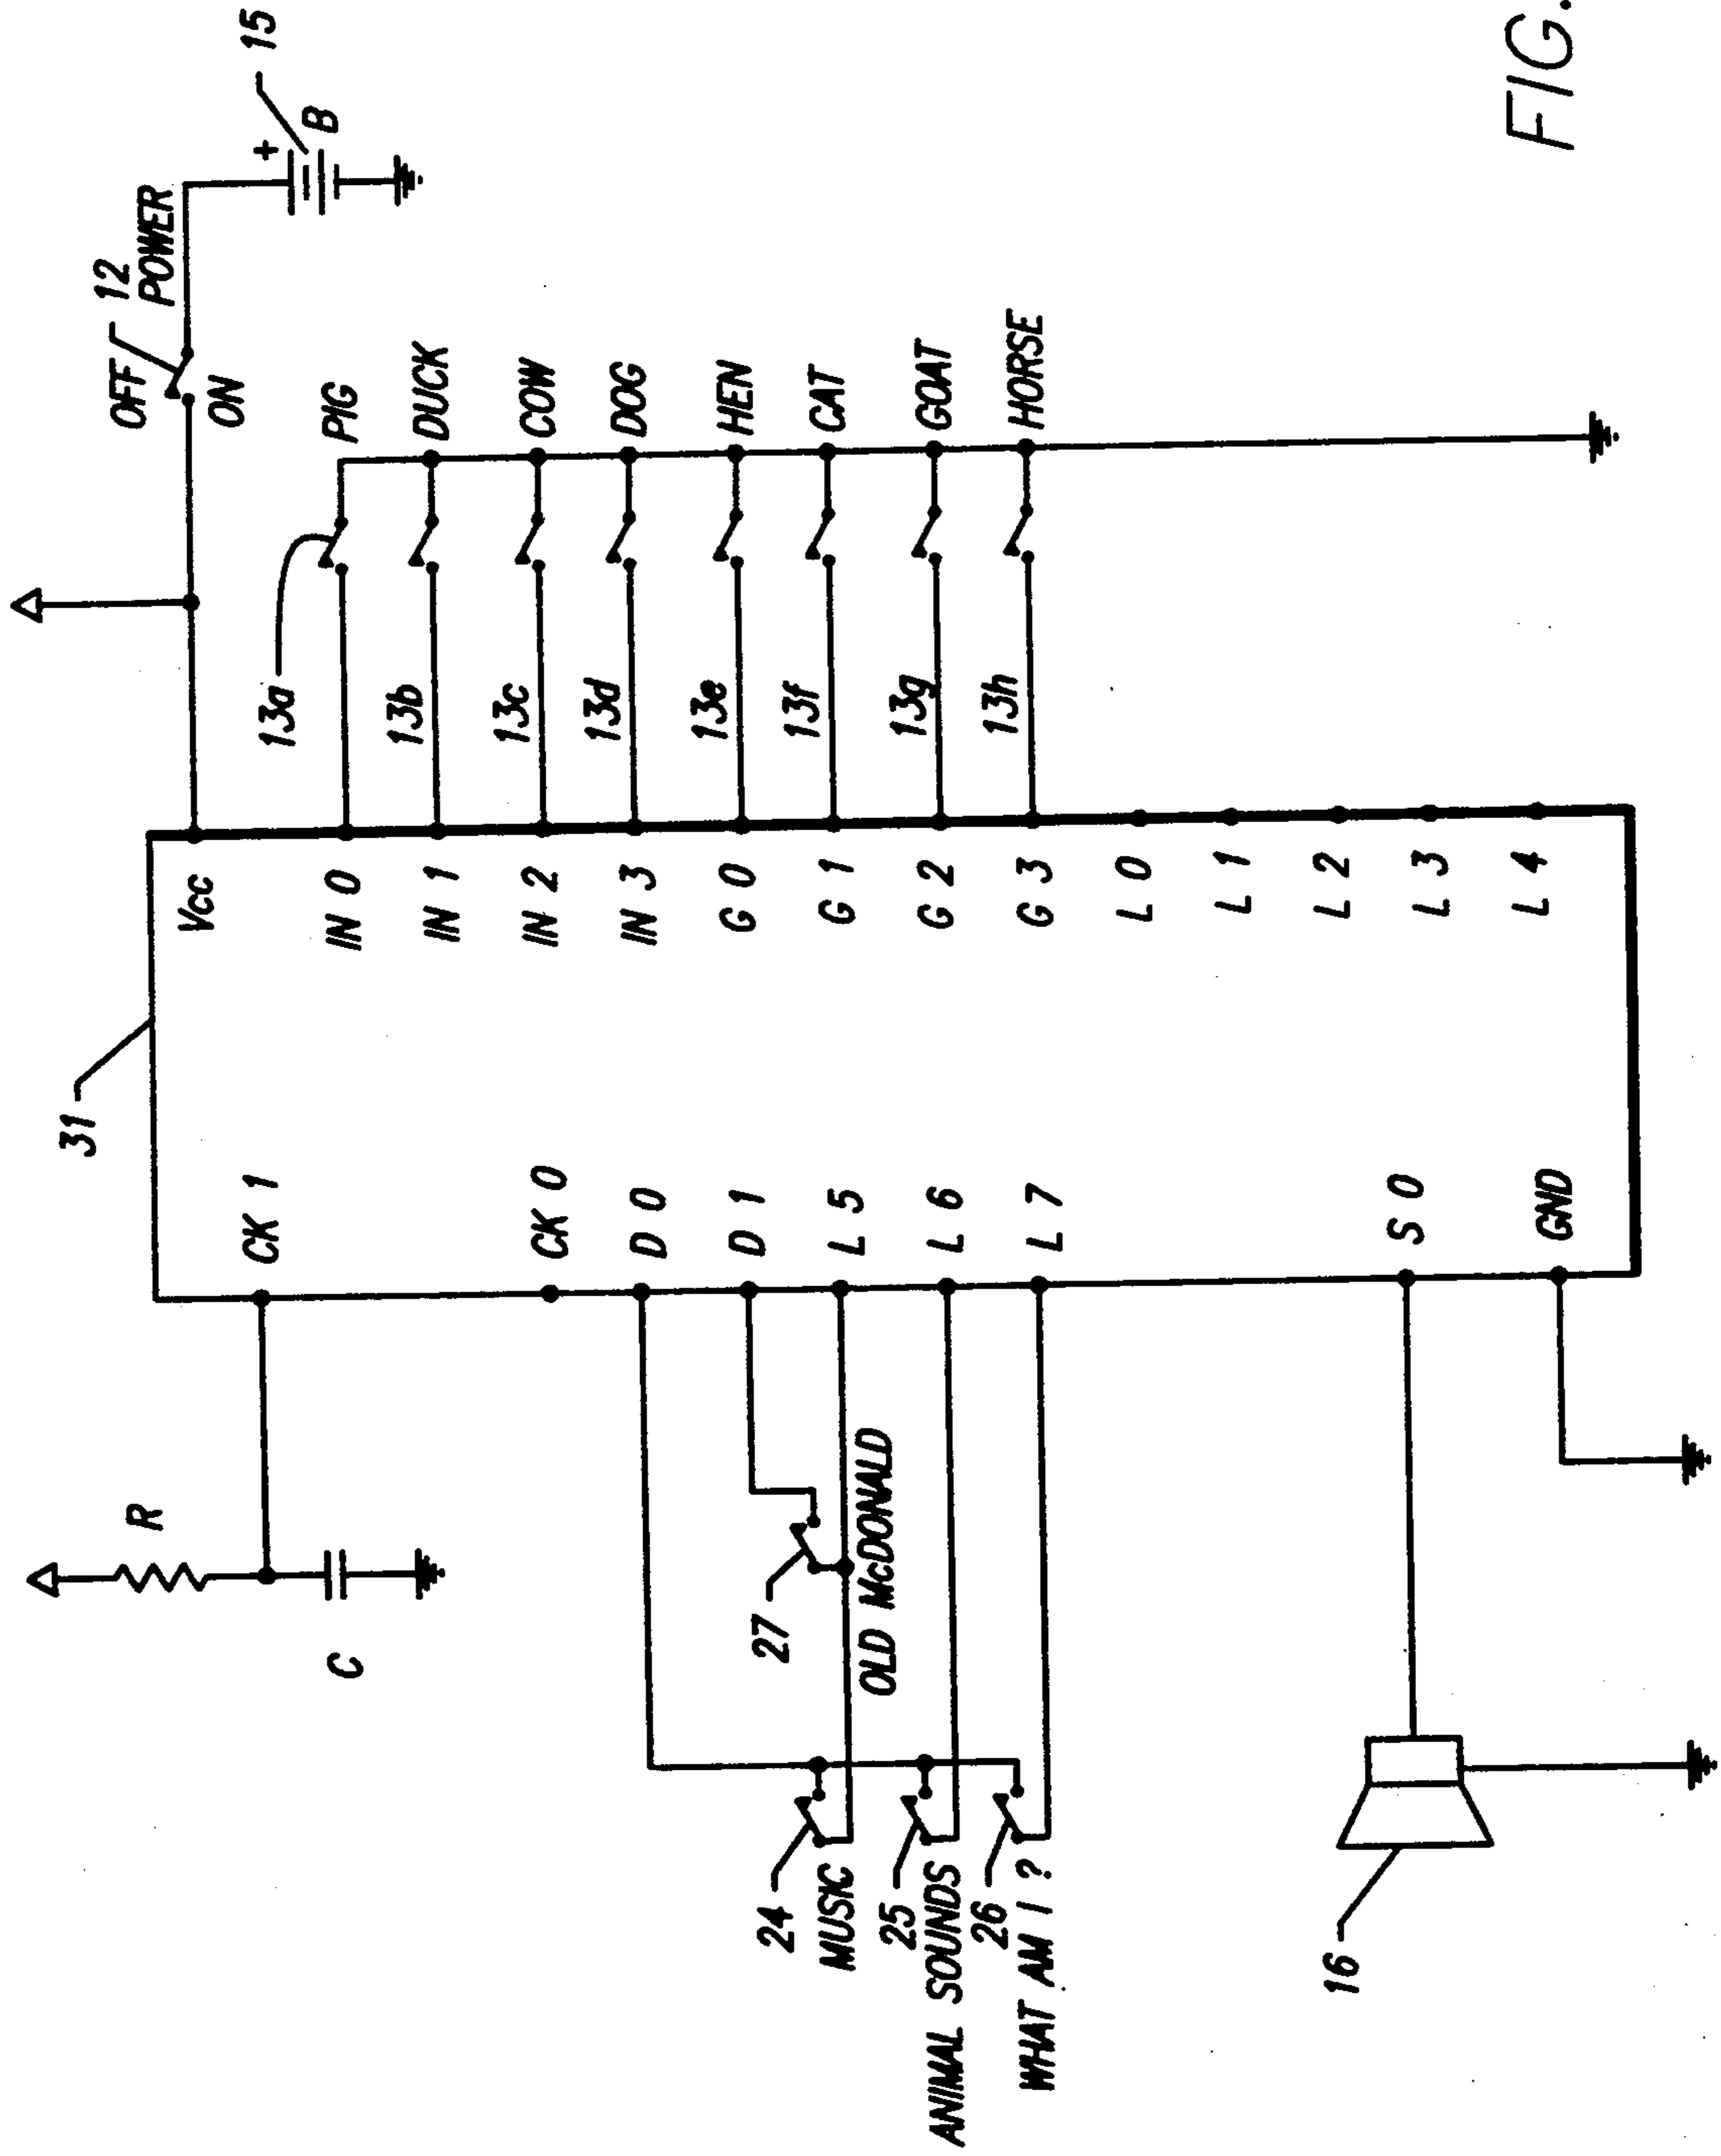 31
CK 1
CK 0
D 0
D 1
L 5
L 6
L 7
S 0
GND
Vcc
IN 0
IN 1
IN 2
IN 3
G 0
G 1
G 2
G 3
L 0
L 1
L 2
L 3
L 4
R
C
27
OLD McDONALD
24
MUSIC
25
ANIMAL SOUNDS
26
WHAT AM I ?
16
OFF
12
POWER
ON
15
+
B
13a
PIG
13b
DUCK
13c
COW
13d
DOG
13e
HEN
13f
CAT
13g
GOAT
13h
HORSE
FIG.